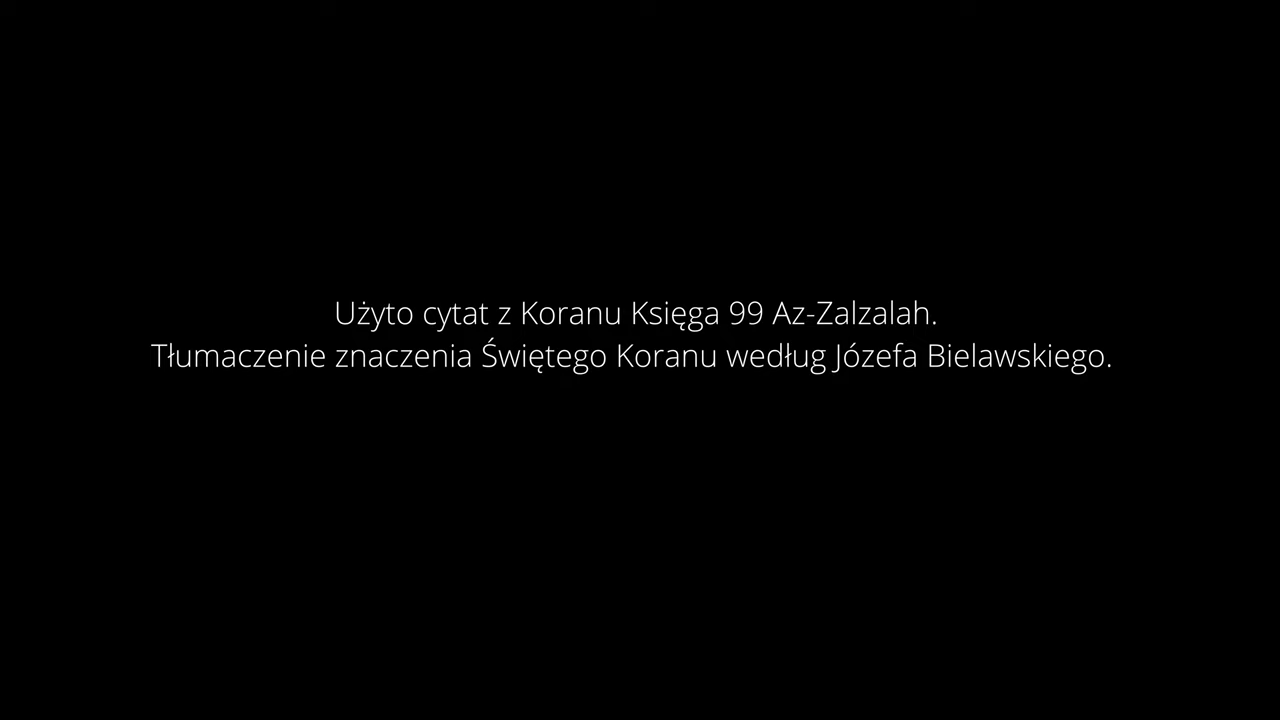 Użyto cytat z Koranu Księga 99 Az-Zalzalah.
Tłumaczenie znaczenia Świętego Koranu według Józefa Bielawskiego.